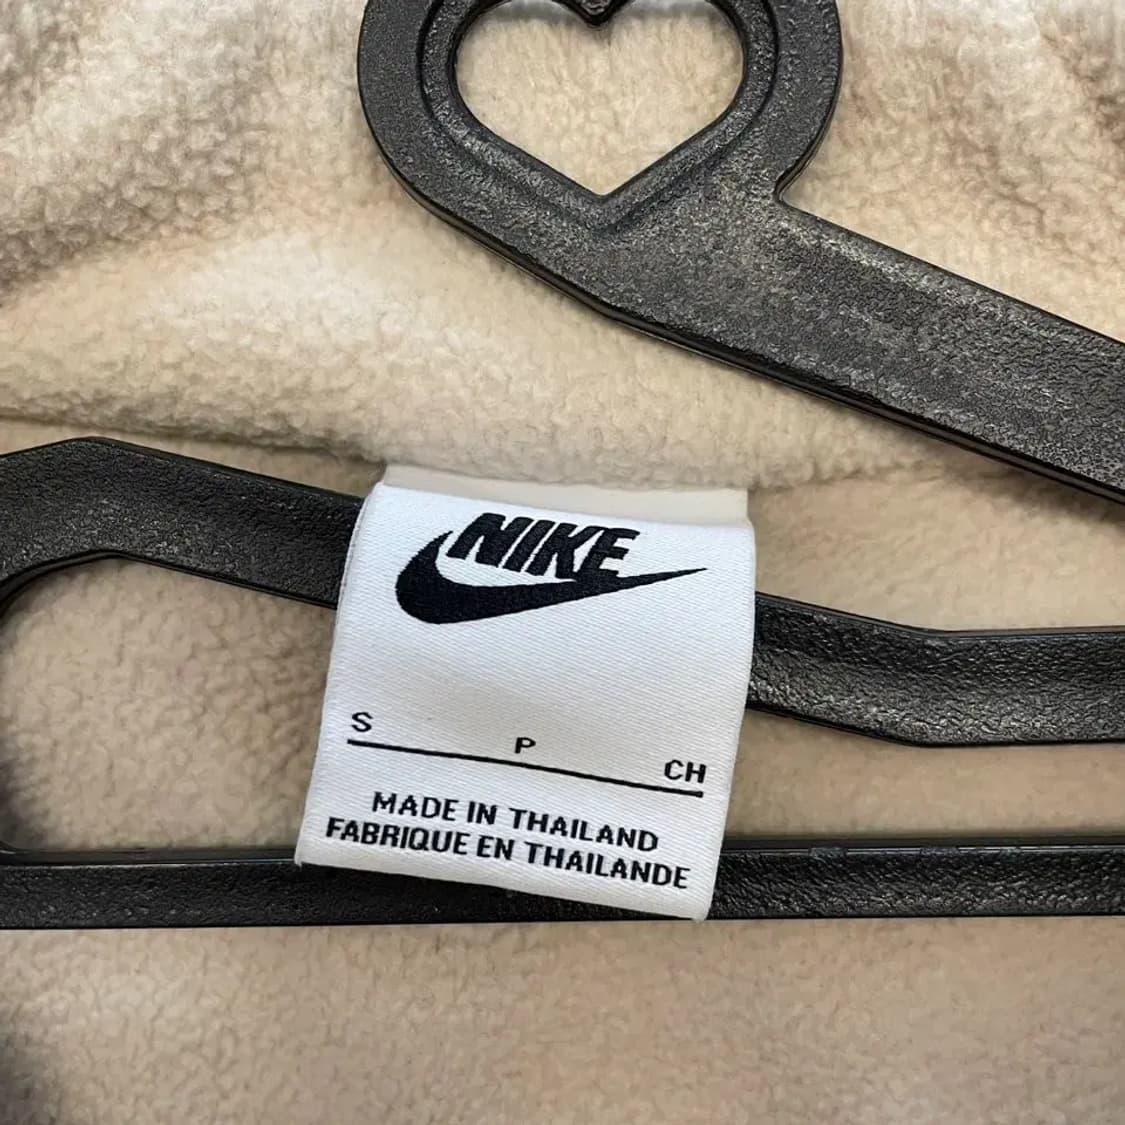 NIKE
S P CH
MADE IN THAILAND
FABRIQUE EN THAILANDE